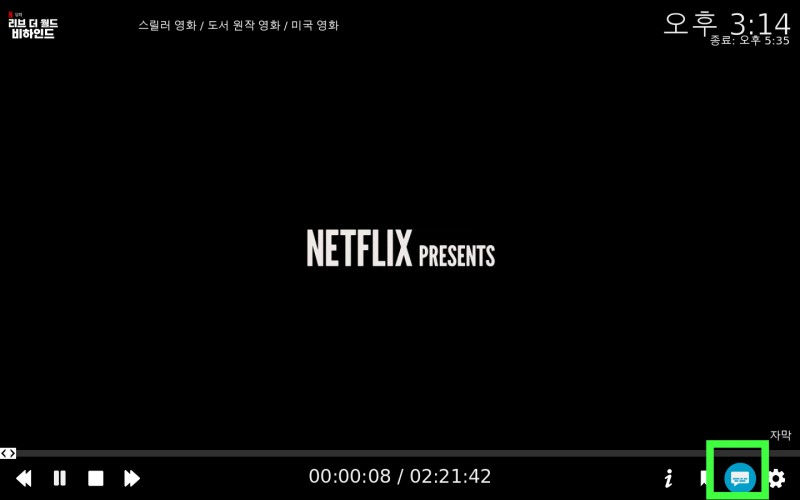 리브 더 월드
비하인드
스릴러 영화 / 도서 원작 영화 / 미국 영화
오후 3:14
종료: 오후 5:35
NETFLIX PRESENTS
자막
00:00:08 / 02:21:42